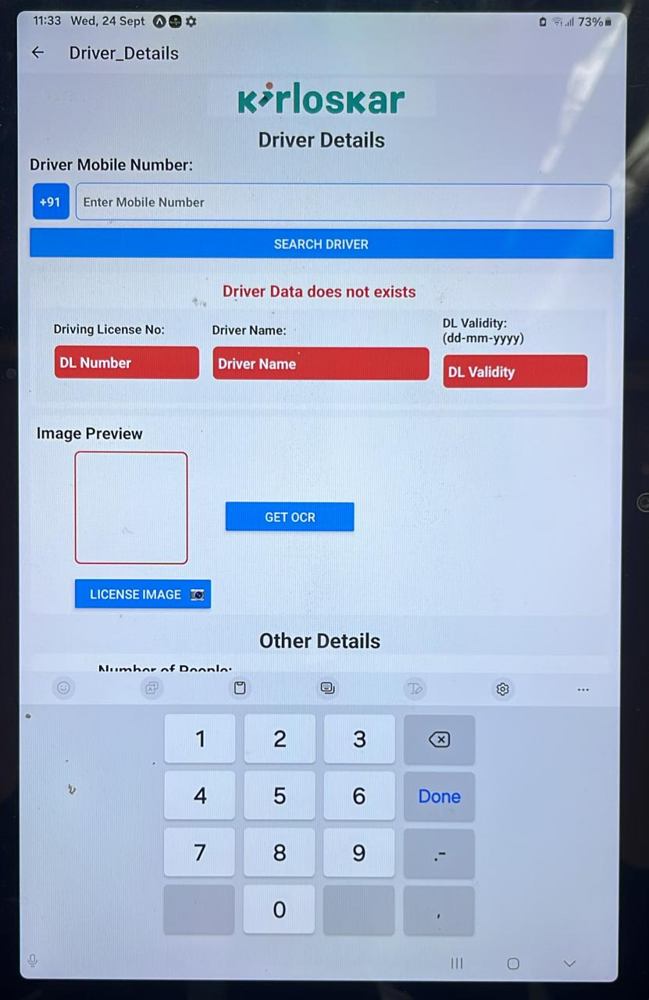 11:33 Wed, 24 Sept 73%
Driver_Details
Kirloskar
Driver Details
Driver Mobile Number:
+91 Enter Mobile Number
SEARCH DRIVER
Driver Data does not exists
Driving License No: Driver Name: DL Validity:
(dd-mm-yyyy)
DL Number Driver Name DL Validity
Image Preview
GET OCR
LICENSE IMAGE
Other Details
Number of People:
1 2 3
4 5 6 Done
7 8 9 .-
0 ,